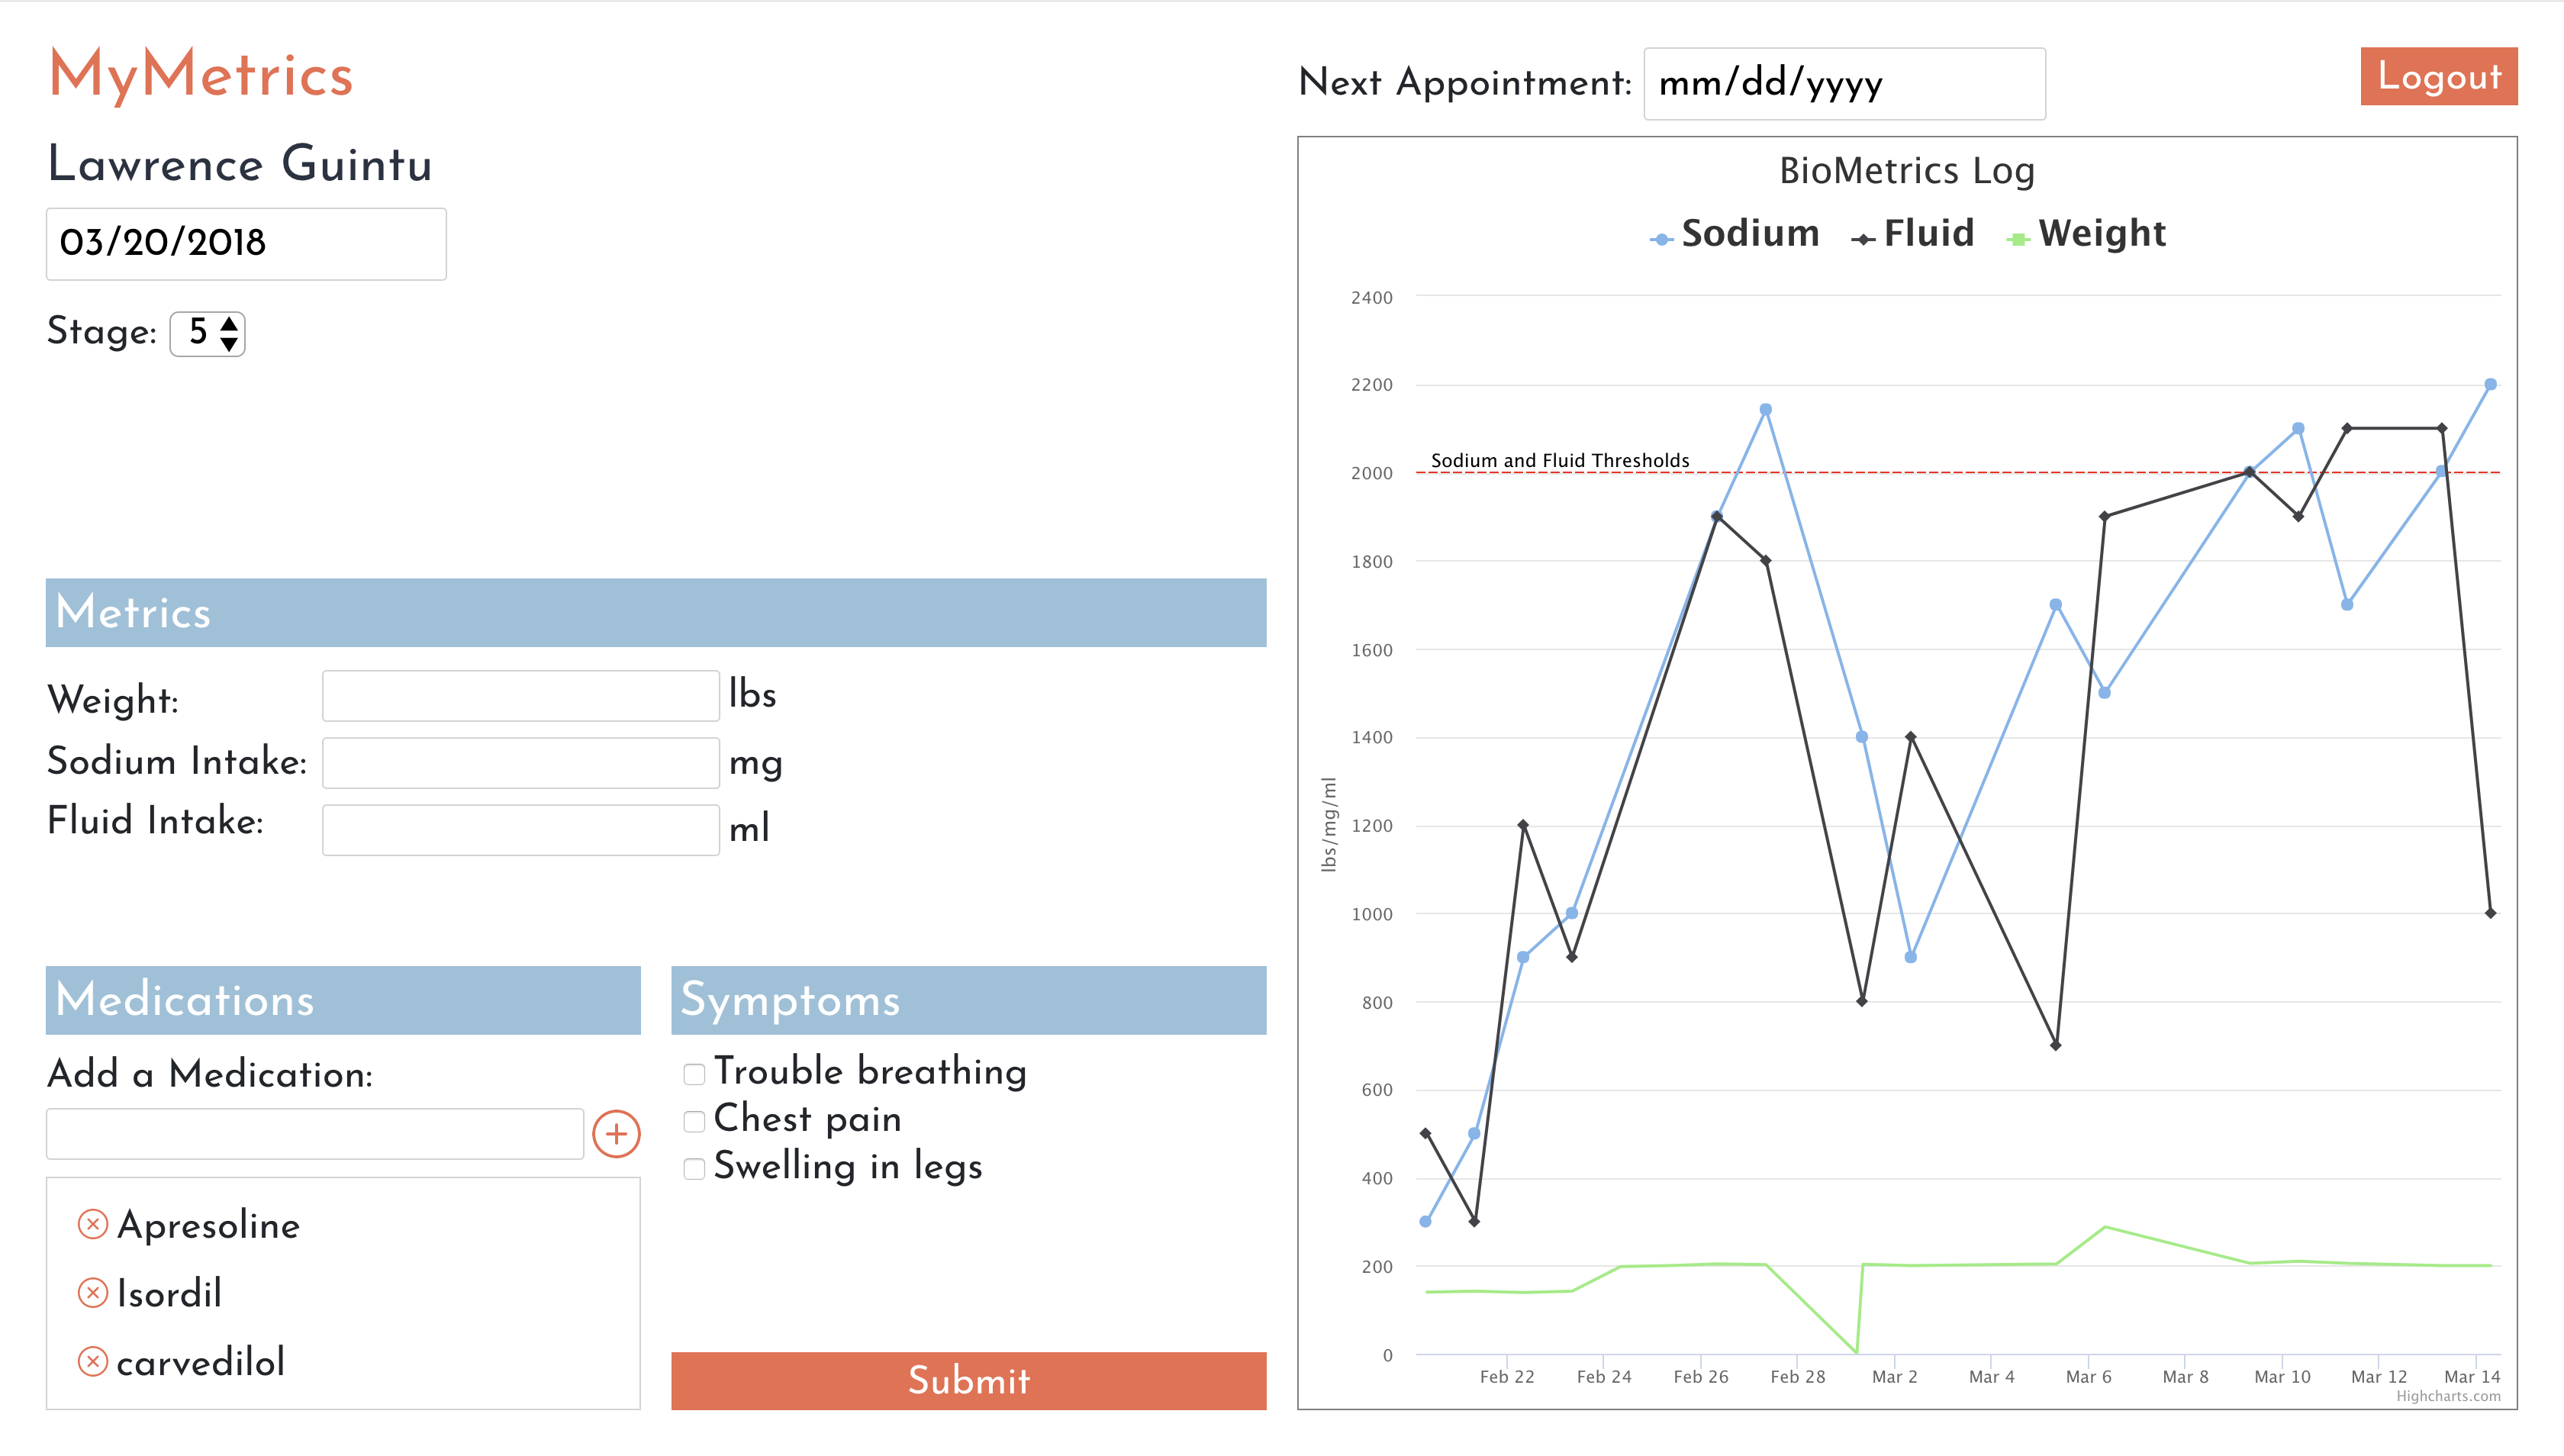 MyMetrics
Lawrence Guintu
03/20/2018
Stage: 5
Metrics
Weight: lbs
Sodium Intake: mg
Fluid Intake: ml
Medications
Add a Medication:
Apresoline
Isordil
carvedilol
Symptoms
Trouble breathing
Chest pain
Swelling in legs
Submit
Next Appointment: mm/dd/yyyy
Logout
BioMetrics Log
Sodium Fluid Weight
lbs/mg/ml
2400
2200
Sodium and Fluid Thresholds
2000
1800
1600
1400
1200
1000
800
600
400
200
0
Feb 22 Feb 24 Feb 26 Feb 28 Mar 2 Mar 4 Mar 6 Mar 8 Mar 10 Mar 12 Mar 14
Highcharts.com